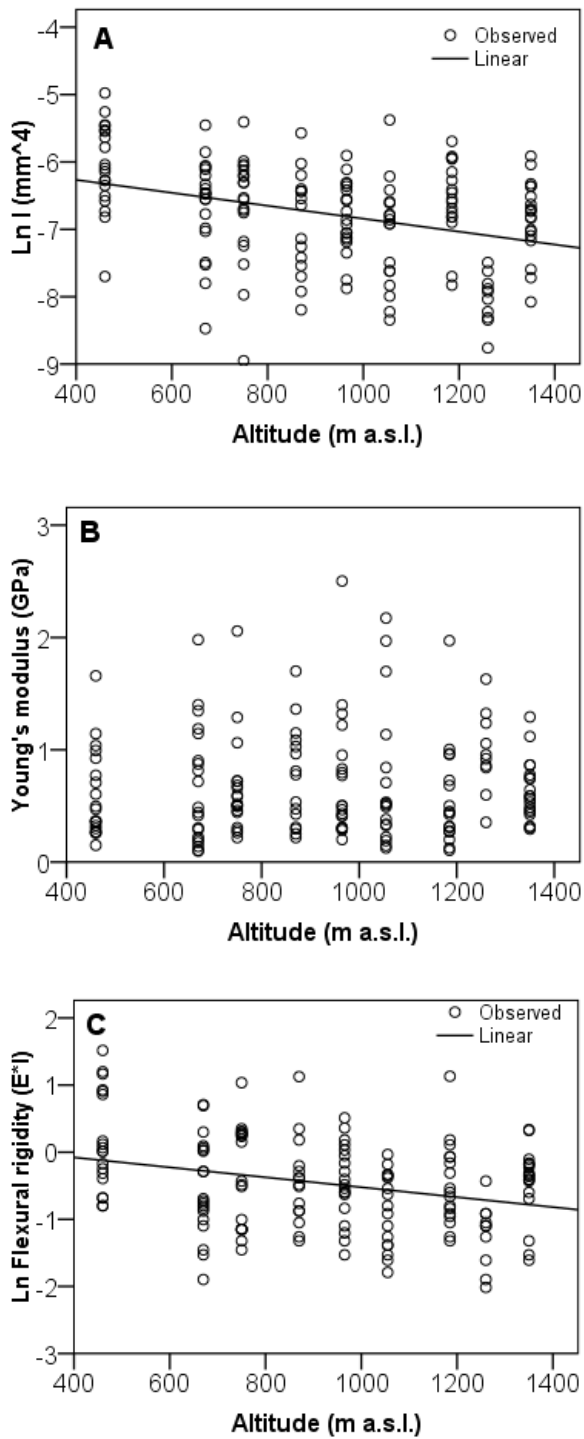 A
Observed
Linear
Ln I (mm^4)
-4
-5
-6
-7
-8
-9
400 600 800 1000 1200 1400
Altitude (m a.s.l.)
B
Young's modulus (GPa)
3
2
1
0
400 600 800 1000 1200 1400
Altitude (m a.s.l.)
C
Observed
Linear
Ln Flexural rigidity (E*I)
2
1
0
-1
-2
-3
400 600 800 1000 1200 1400
Altitude (m a.s.l.)